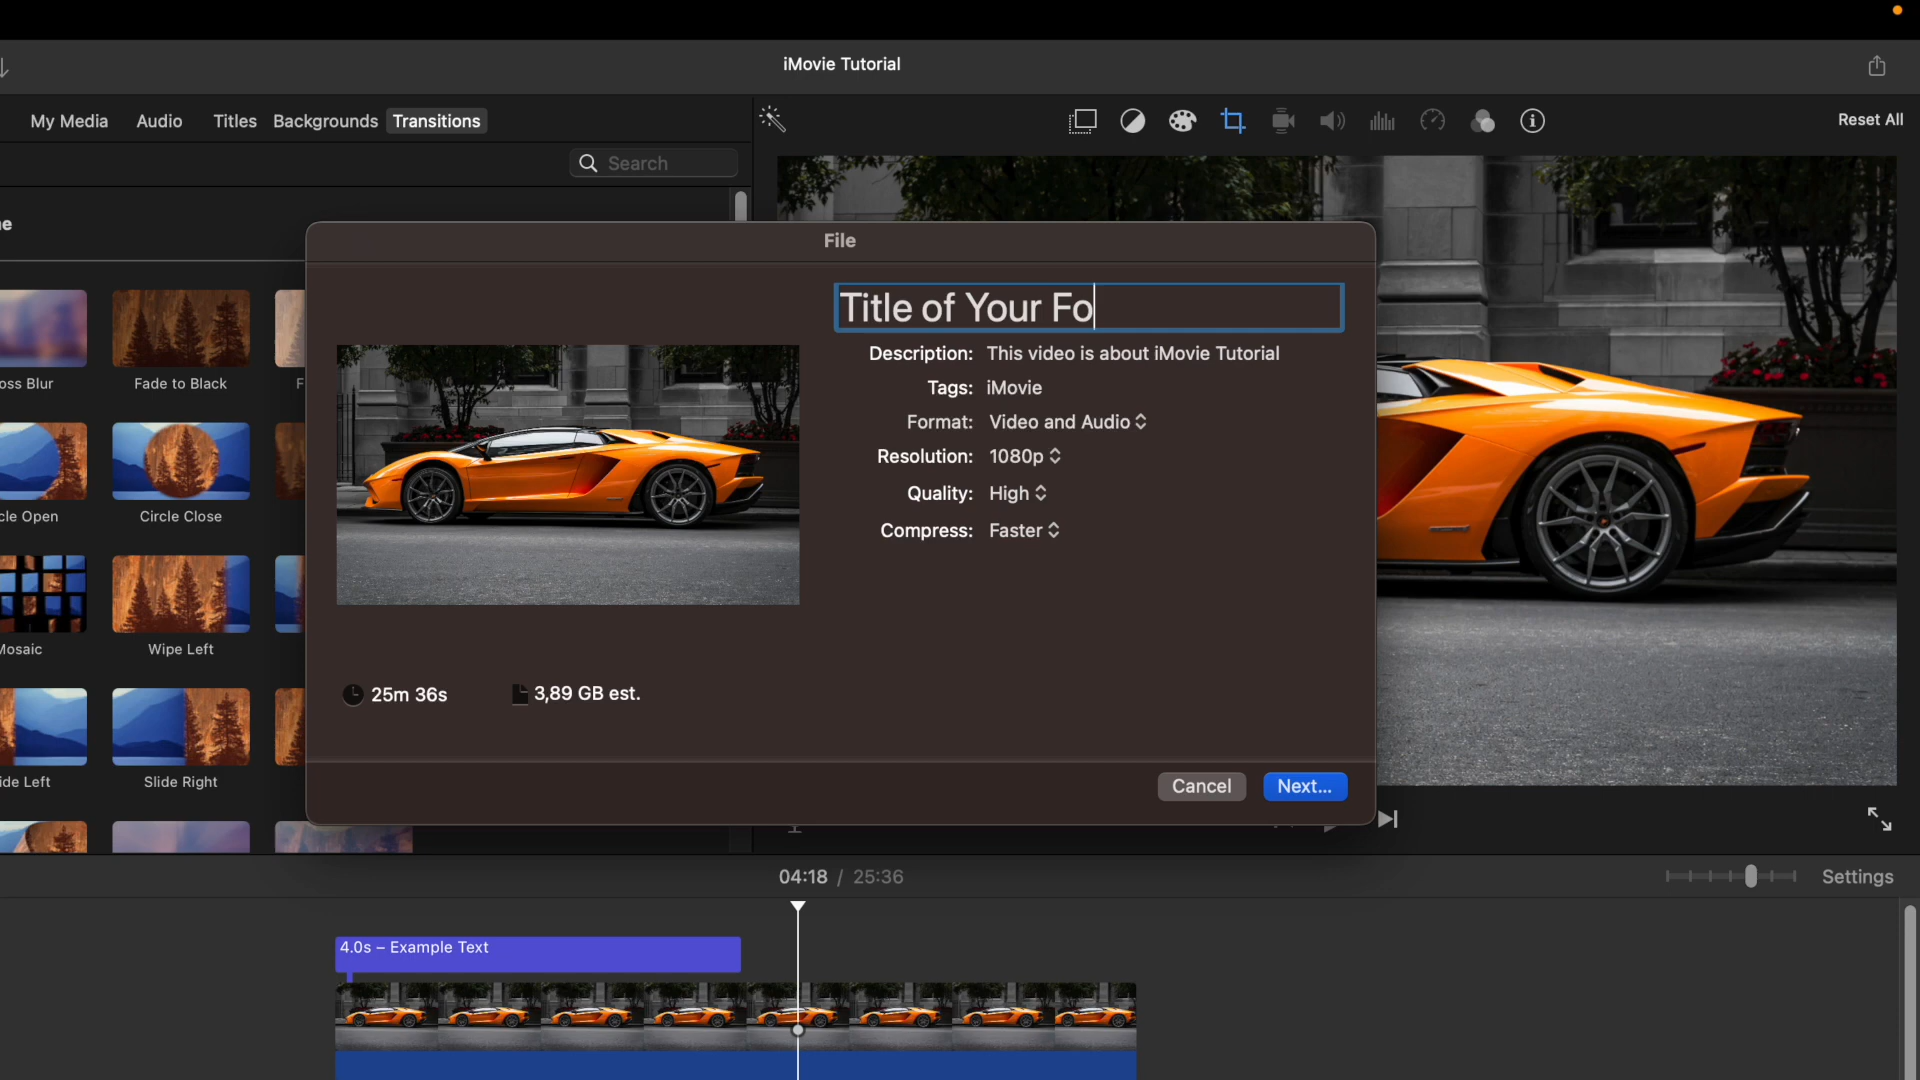 iMovie Tutorial
My Media Audio Titles Backgrounds Transitions
Reset All
Search
File
Title of Your Fo
Description: This video is about iMovie Tutorial
Tags: iMovie
Format: Video and Audio
Resolution: 1080p
Quality: High
Compress: Faster
25m 36s 3,89 GB est.
Cancel Next...
oss Blur Fade to Black F
cle Open Circle Close
Mosaic Wipe Left
ide Left Slide Right
04:18 / 25:36
Settings
4.0s – Example Text